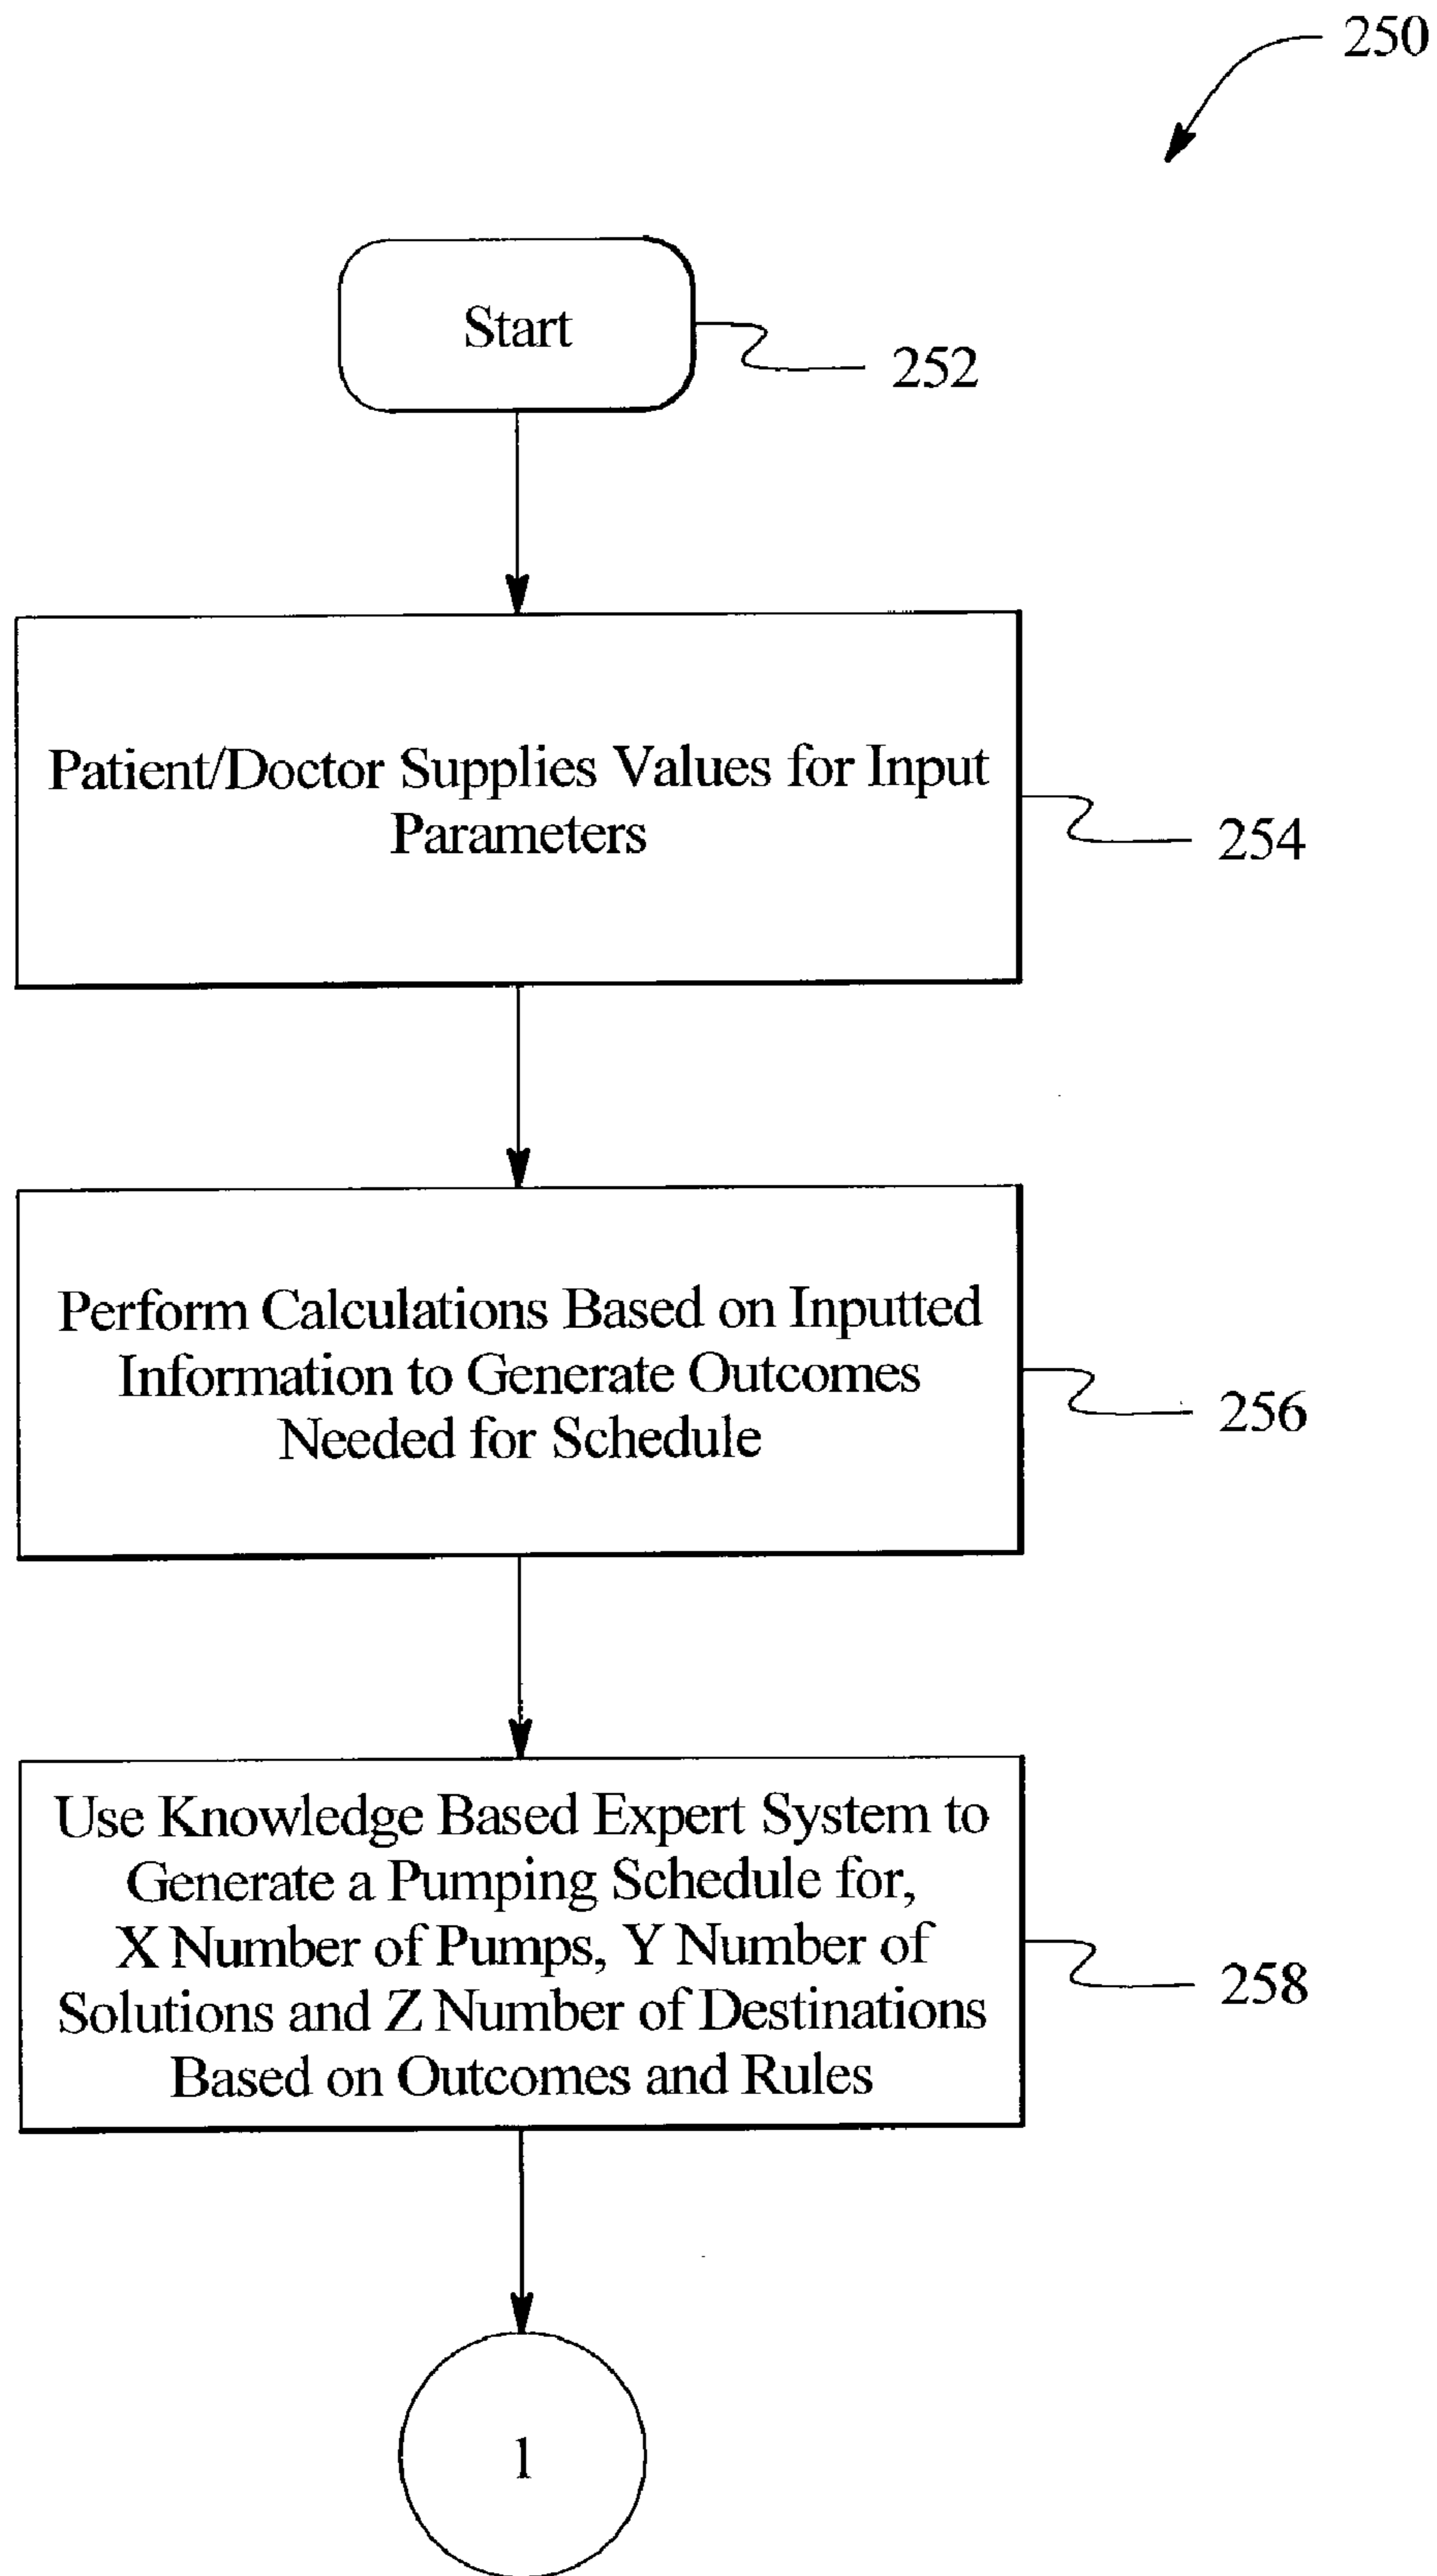 250
Start
252
Patient/Doctor Supplies Values for Input
Parameters
254
Perform Calculations Based on Inputted
Information to Generate Outcomes
Needed for Schedule
256
Use Knowledge Based Expert System to
Generate a Pumping Schedule for,
X Number of Pumps, Y Number of
Solutions and Z Number of Destinations
Based on Outcomes and Rules
258
1